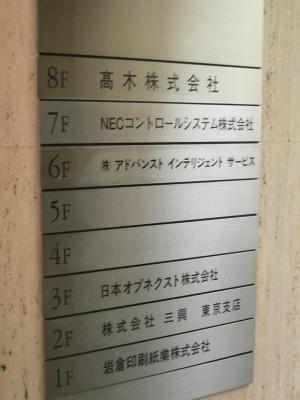 8F 髙木株式会社
7F NECコントロールシステム株式会社
6F ㈱ アドバンスト インテリジェント サービス
5F
4F
3F 日本オプネクスト株式会社
2F 株式会社 三興 東京支店
1F 岩倉印刷紙業株式会社